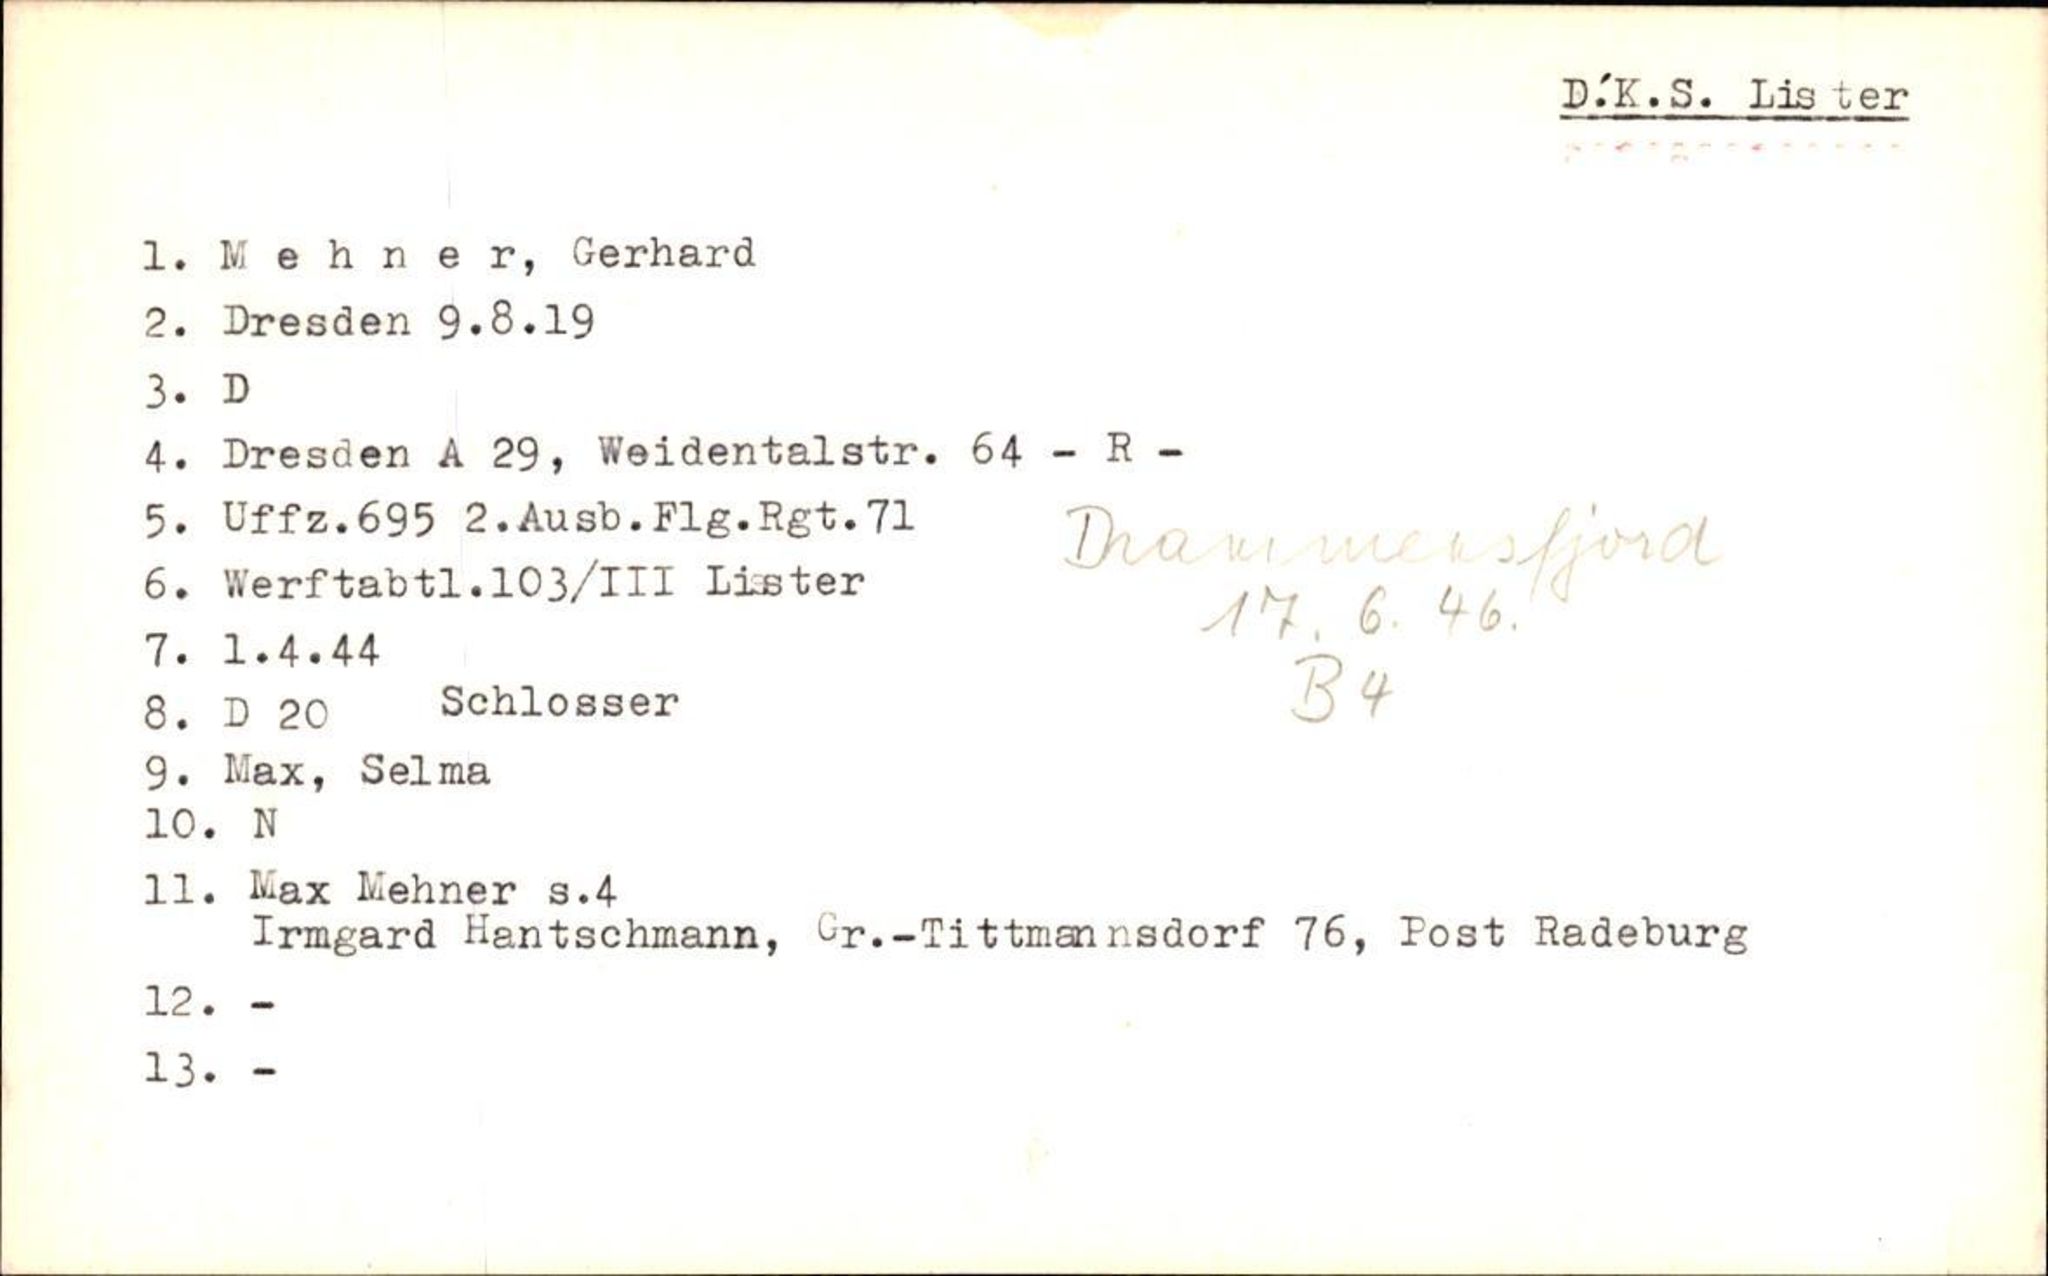 D.K.S. Lister
1. M e h n e r, Gerhard
2. Dresden 9.8.19
3. D
4. Dresden A 29, Weidentalstr. 64 - R -
5. Uffz.695 2.Ausb.Flg.Rgt.71
Drammensfjord
6. Werftabtl.103/III Lister
17. 6. 46.
7. 1.4.44
B 4
8. D 20 Schlosser
9. Max, Selma
10. N
11. Max Mehner s.4
Irmgard Hantschmann, Gr.-Tittmannsdorf 76, Post Radeburg
12. -
13. -